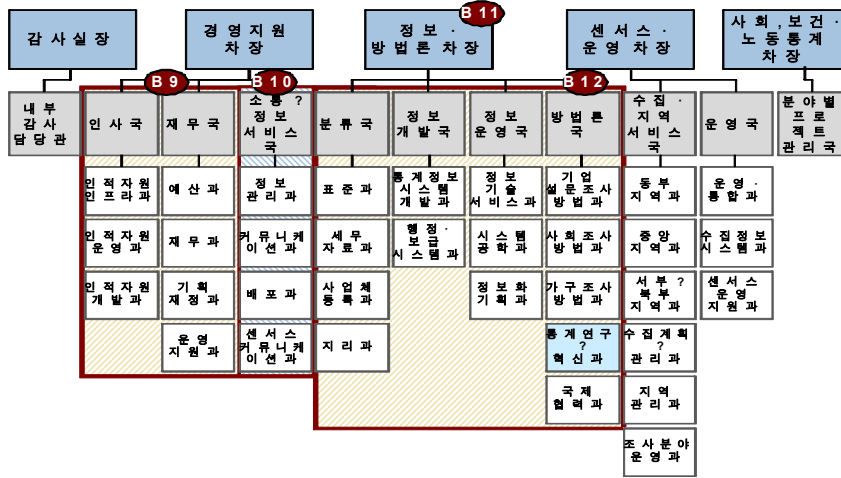 감사실장
경영지원
차장
정보·
방법론 차장
B 11
센서스·
운영 차장
사회,보건·
노동통계
차장
B 9
B 10
B 12
내부
감사
담당관
인사국
재무국
소통?
정보
서비스
국
분류국
정보
개발국
정보
운영국
방법론
국
수집·
지역
서비스
국
운영국
분야별
프로
젝트
관리국
인적자원
인프라과
예산과
정보
관리과
표준과
통계정보
시스템
개발과
정보
기술
서비스과
기업
설문조사
방법과
동부
지역과
운영·
통합과
인적자원
운영과
재무과
커뮤니케
이션과
세무
자료과
행정·
보급
시스템과
시스템
공학과
사회조사
방법과
중앙
지역과
수집정보
시스템과
인적자원
개발과
기획
재정과
배포과
사업체
등록과
정보화
기획과
가구조사
방법과
서부?
북부
지역과
센서스
운영
지원과
운영
지원과
센서스
커뮤니케
이션과
지리과
통계연구
?
혁신과
수집계획
?
관리과
국제
협력과
지역
관리과
조사분야
운영과